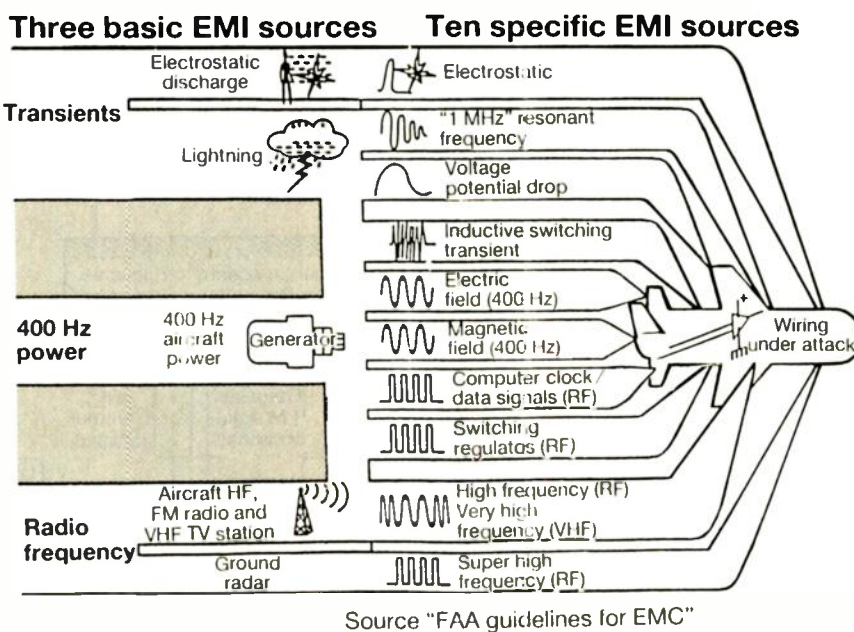 Three basic EMI sources
Ten specific EMI sources
Electrostatic
discharge
Transients
Lightning
400 Hz
power
400 Hz
aircraft
power
Generator
Aircraft HF,
FM radio and
VHF TV station
Radio
frequency
Ground
radar
Electrostatic
"1 MHz" resonant
frequency
Voltage
potential drop
Inductive switching
transient
Electric
field (400 Hz)
Magnetic
field (400 Hz)
Computer clock/
data signals (RF)
Switching
regulatos (RF)
High frequency (RF)
Very high
frequency (VHF)
Super high
frequency (RF)
+
Wiring
under attack
Source "FAA guidelines for EMC"